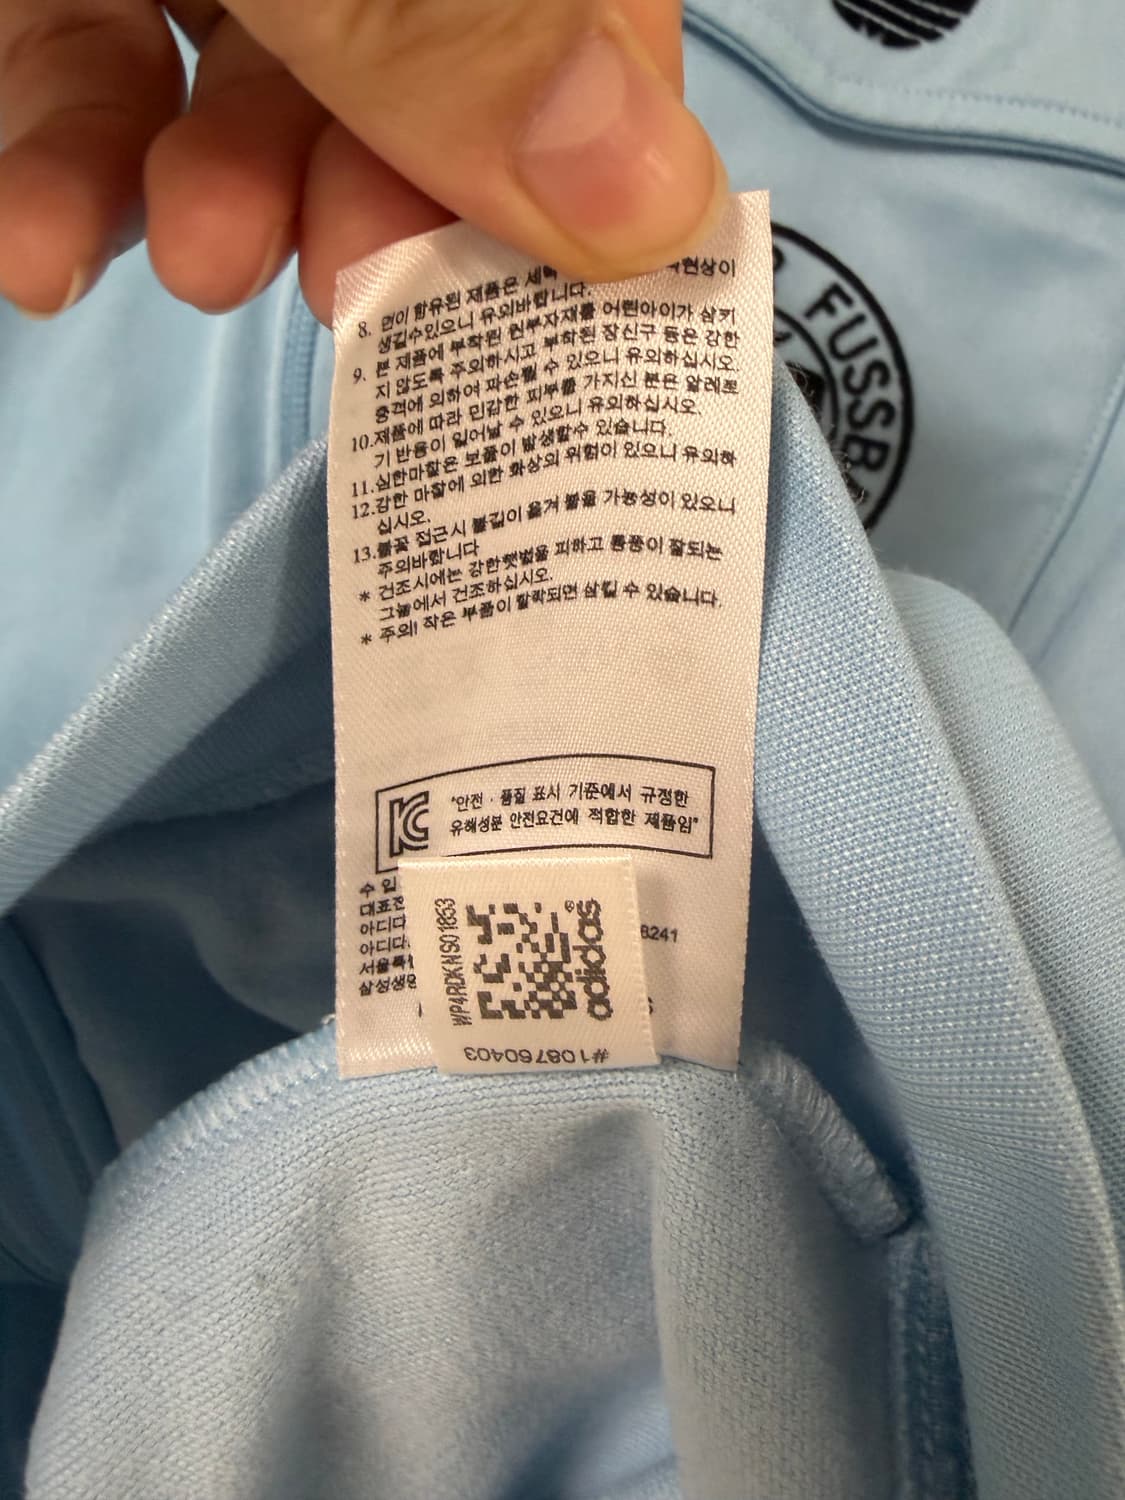 FUSSBA
8. 면이 함유된 제품은 세 현상이
생길수있으니 유의바랍니다.
9. 본 제품에 부착된 원부자재를 어린아이가 삼키
지 않도록 주의하시고 부착된 장신구 등은 강한
충격에 의하여 파손될 수 있으니 유의하십시오.
10.제품에 따라 민감한 피부를 가지신 분은 알레르
기 반응이 일어날 수 있으니 유의하십시오.
11.심한마찰은 보풀이 발생할수 있습니다.
12.강한 마찰에 의한 화상의 위험이 있으니 유의하
십시오.
13.불꽃 접근시 불길이 옮겨 붙을 가능성이 있으니
주의바랍니다
* 건조시에는 강한햇볕을 피하고 통풍이 잘되는
그늘에서 건조하십시오.
* 주의! 작은 부품이 탈락되면 삼킬 수 있습니다.
KC
"안전 · 품질 표시 기준에서 규정한
유해성분 안전요건에 적합한 제품임"
수 입
대표전
아디다 8241
아디다
서울특
삼성생
WP4RDKNS01853
adidas®
#108760403